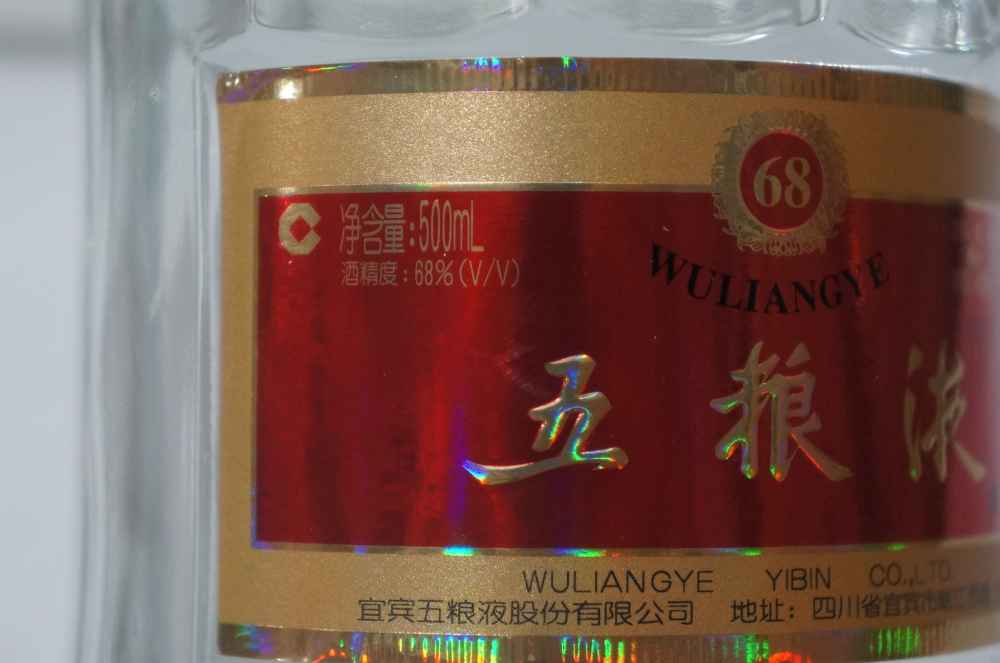 68
净含量:500mL
酒精度：68%(V/V)
WULIANGYE
五粮液
WULIANGYE YIBIN CO.,LTD
宜宾五粮液股份有限公司 地址：四川省宜宾市